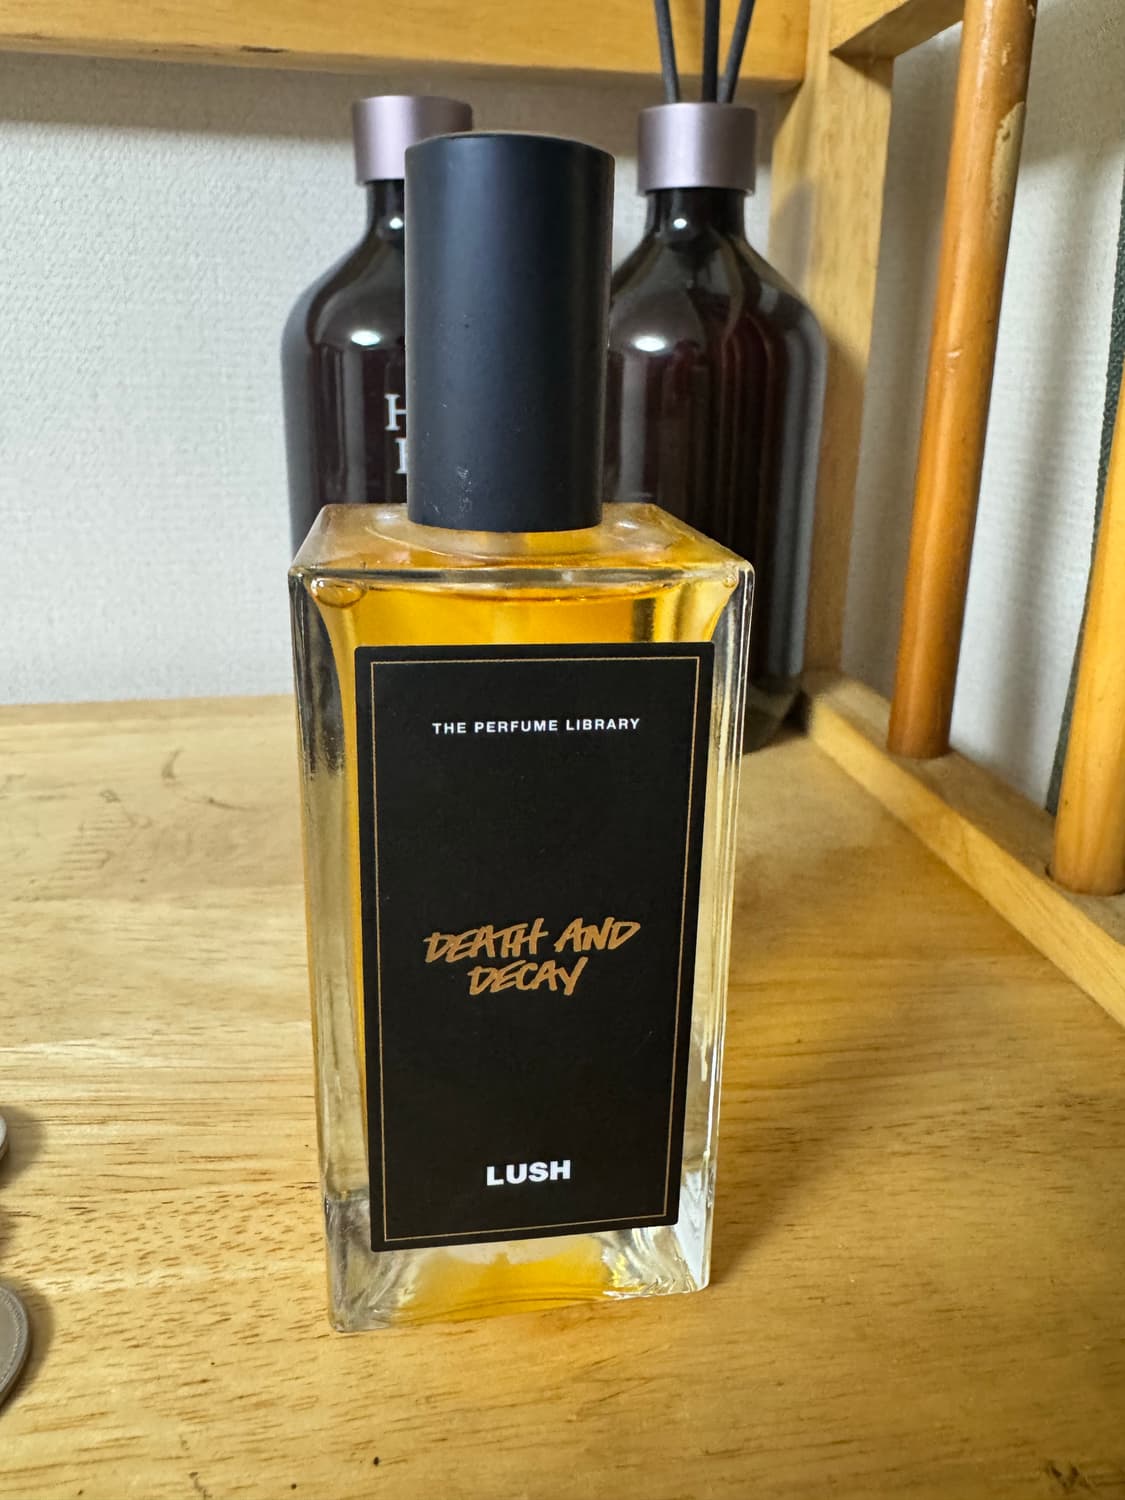 THE PERFUME LIBRARY
DEATH AND
DECAY
LUSH